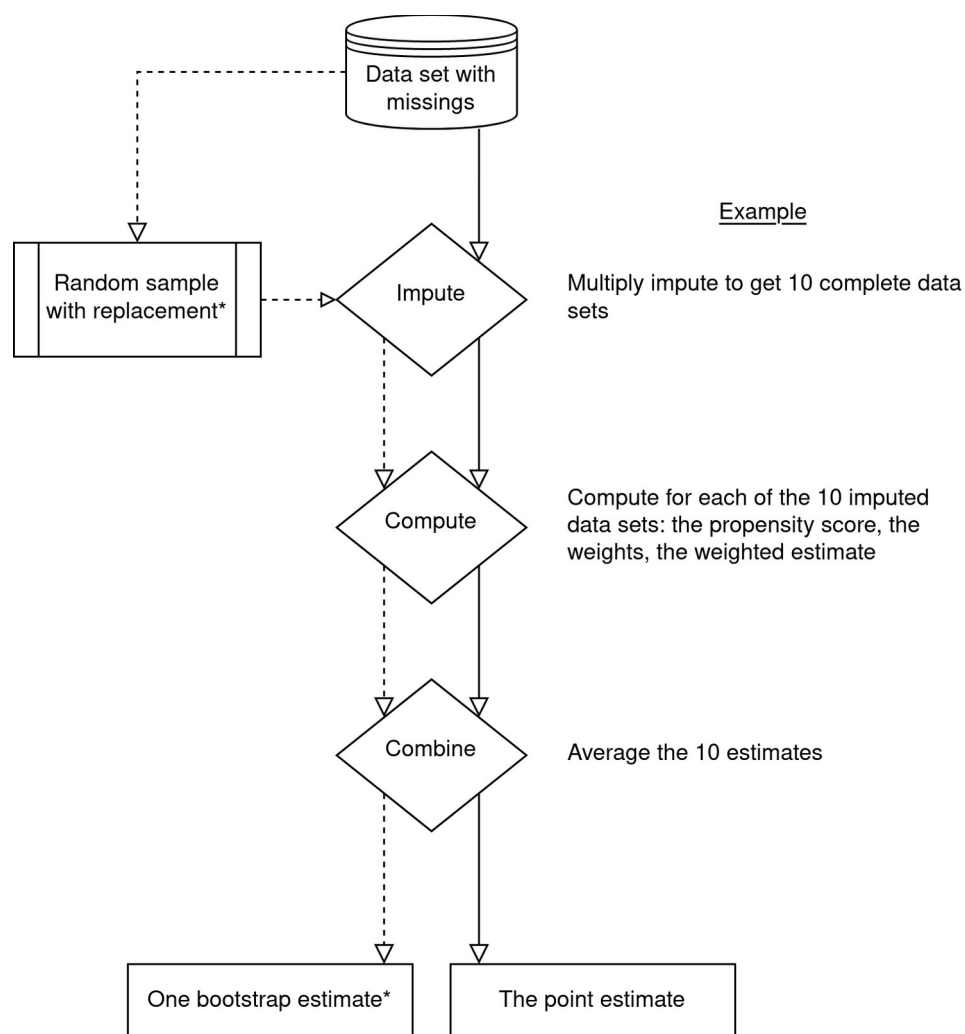 Data set with
missings
Example
Random sample
with replacement*
Impute
Multiply impute to get 10 complete data
sets
Compute
Compute for each of the 10 imputed
data sets: the propensity score, the
weights, the weighted estimate
Combine
Average the 10 estimates
One bootstrap estimate*
The point estimate